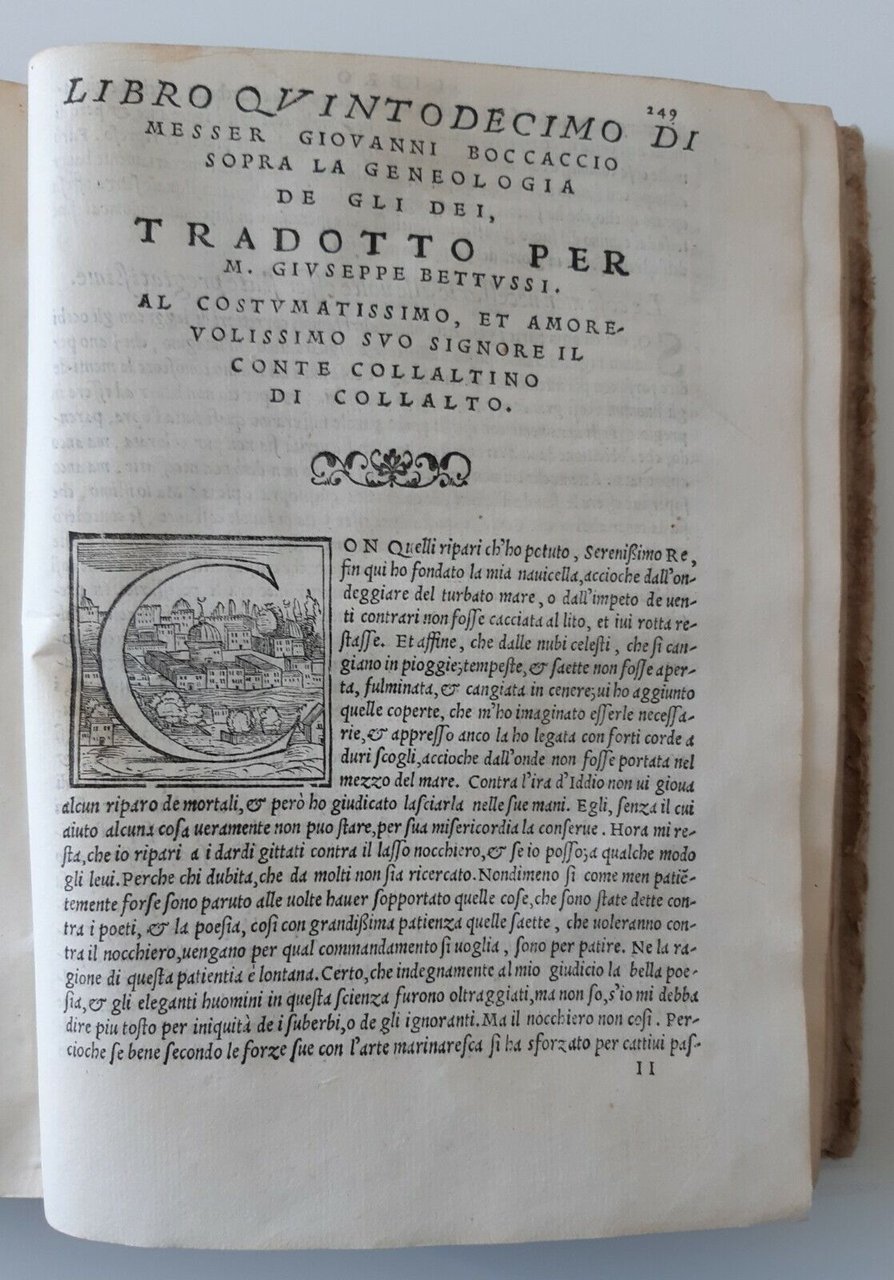 249
LIBRO QVINTODECIMO DI
MESSER GIOVANNI BOCCACCIO
SOPRA LA GENEOLOGIA
DE GLI DEI,
TRADOTTO PER
M. GIVSEPPE BETTVSSI.
AL COSTVMATISSIMO, ET AMORE-
VOLISSIMO SVO SIGNORE IL
CONTE COLLALTINO
DI COLLALTO.
CON Quelli ripari ch'ho potuto, Serenißimo Re,
fin qui ho fondato la mia nauicella, accioche dall'on-
deggiare del turbato mare, o dall'impeto de uen-
ti contrari non foſſe cacciata al lito, et iui rotta re-
ſtaſſe. Et affine, che dalle nubi celeſti, che ſi can-
giano in pioggie, tempeſte, & ſaette non foſſe aper-
ta, fulminata, & cangiata in cenere; ui ho aggiunto
quelle coperte, che m'ho imaginato eſſerle neceſſa-
rie, & appreſſo anco la ho legata con forti corde a
duri ſcogli, accioche dall'onde non foſſe portata nel
mezzo del mare. Contra l'ira d'Iddio non ui gioua
alcun riparo de mortali, & però ho giudicato laſciarla nelle ſue mani. Egli, ſenza il cui
aiuto alcuna coſa ueramente non puo ſtare, per ſua miſericordia la conſerue. Hora mi re-
ſta, che io ripari a i dardi gittati contra il laſſo nocchiero, & ſe io poſſo, a qualche modo
gli leui. Perche chi dubita, che da molti non ſia ricercato. Nondimeno ſi come men patiē-
temente forſe ſono paruto alle uolte hauer ſopportato quelle coſe, che ſono ſtate dette con-
tra i poeti, & la poeſia, coſi con grandißima patienza quelle ſaette, che uoleranno con-
tra il nocchiero, uengano per qual commandamento ſi uoglia, ſono per patire. Ne la ra-
gione di queſta patientia è lontana. Certo, che indegnamente al mio giudicio la bella poe-
ſia, & gli eleganti huomini in queſta ſcienza furono oltraggiati, ma non ſo, s'io mi debba
dire piu toſto per iniquità de i ſuperbi, o de gli ignoranti. Ma il nocchiero non coſi. Per-
cioche ſe bene ſecondo le forze ſue con l'arte marinareſca ſi ha sforzato per cattiui paſ-
II